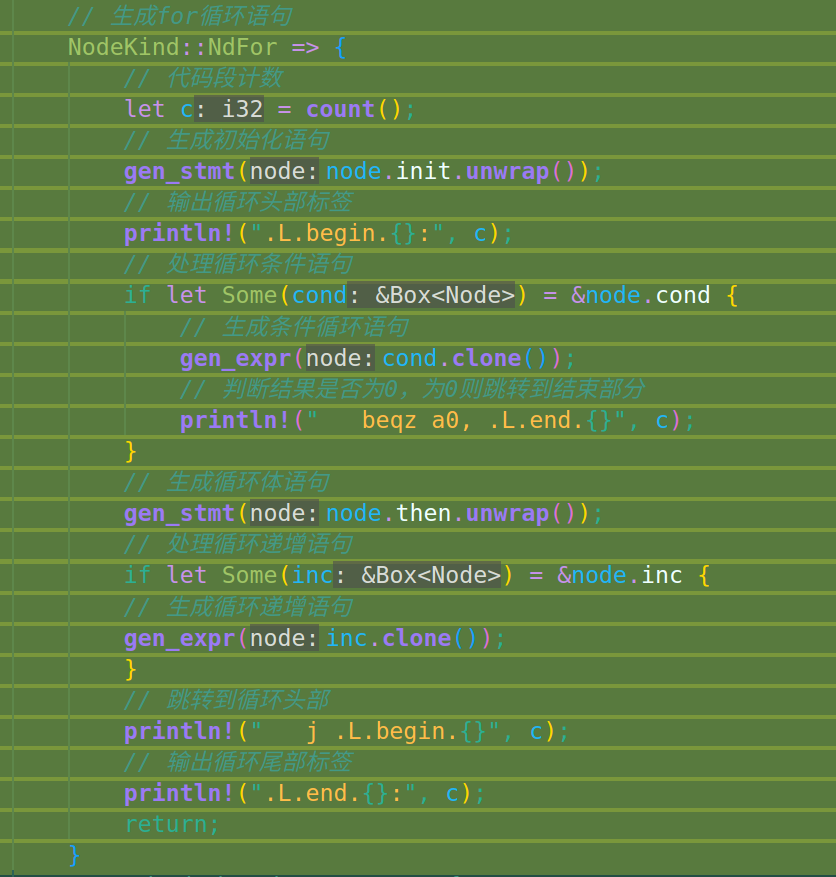 // 生成for循环语句
NodeKind::NdFor => {
// 代码段计数
let c: i32 = count();
// 生成初始化语句
gen_stmt(node: node.init.unwrap());
// 输出循环头部标签
println!(".L.begin.{}:", c);
// 处理循环条件语句
if let Some(cond: &Box<Node>) = &node.cond {
// 生成条件循环语句
gen_expr(node: cond.clone());
// 判断结果是否为0，为0则跳转到结束部分
println!("   beqz a0, .L.end.{}", c);
}
// 生成循环体语句
gen_stmt(node: node.then.unwrap());
// 处理循环递增语句
if let Some(inc: &Box<Node>) = &node.inc {
// 生成循环递增语句
gen_expr(node: inc.clone());
}
// 跳转到循环头部
println!("   j .L.begin.{}", c);
// 输出循环尾部标签
println!(".L.end.{}:", c);
return;
}